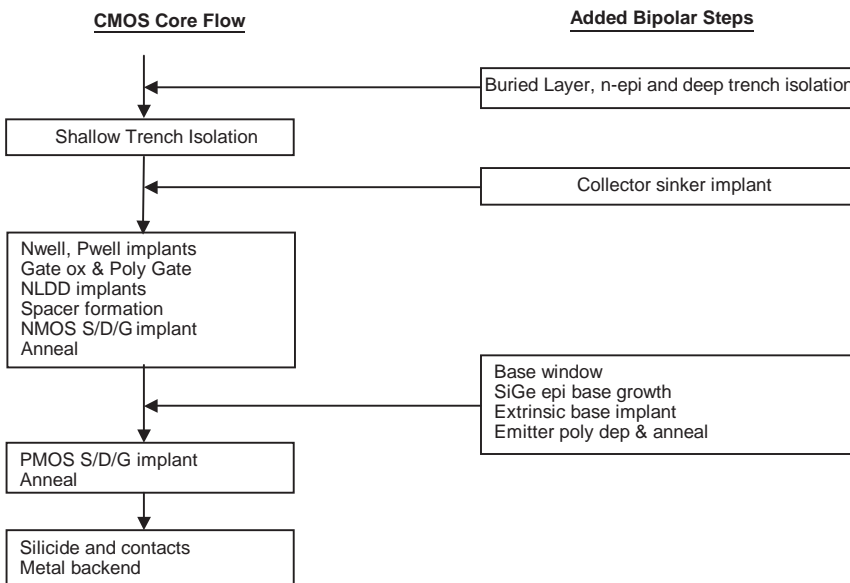 CMOS Core Flow
Added Bipolar Steps
Buried Layer, n-epi and deep trench isolation
Shallow Trench Isolation
Collector sinker implant
Nwell, Pwell implants
Gate ox & Poly Gate
NLDD implants
Spacer formation
NMOS S/D/G implant
Anneal
Base window
SiGe epi base growth
Extrinsic base implant
Emitter poly dep & anneal
PMOS S/D/G implant
Anneal
Silicide and contacts
Metal backend